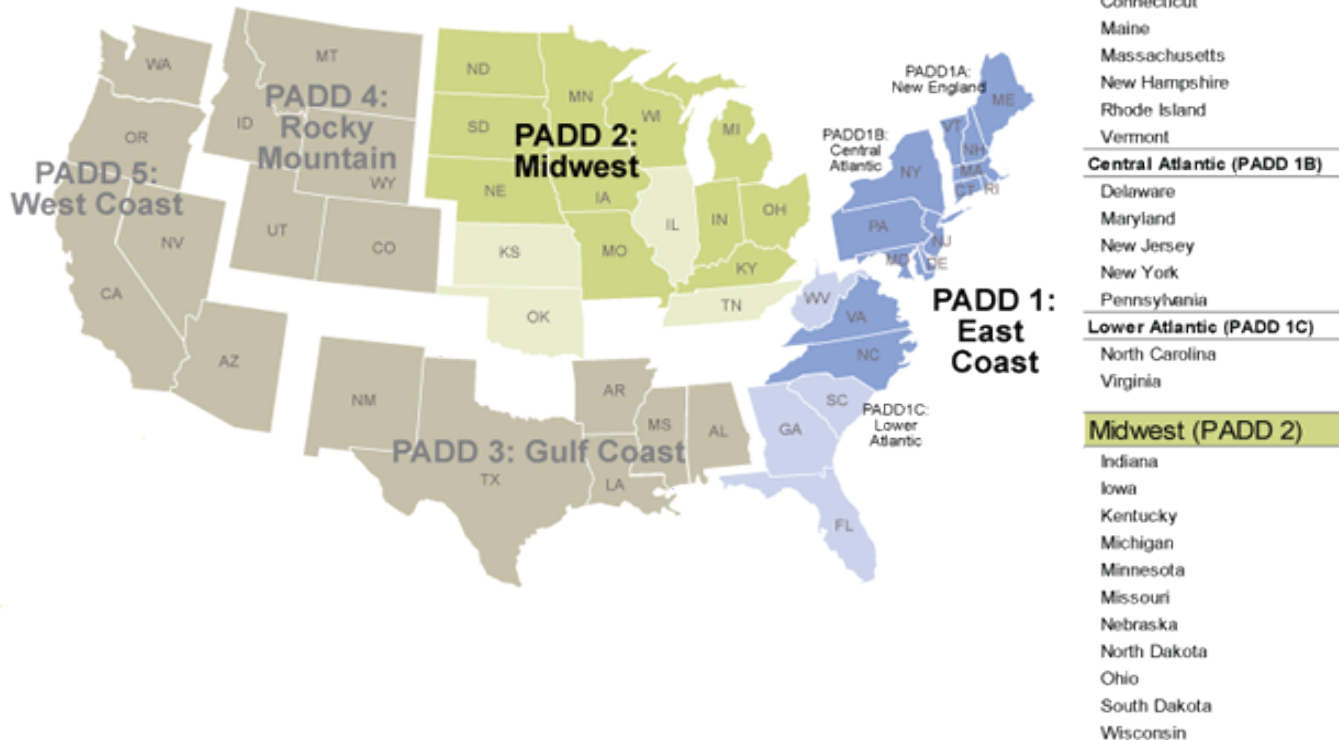 WA
MT
ND
MN
PADD 4:
Rocky
Mountain
ID
OR
SD
WI
MI
PADD 2:
Midwest
PADD 5:
West Coast
WY
NE
IA
NV
UT
CO
KS
MO
IL
IN
OH
KY
CA
OK
TN
AZ
NM
AR
MS
AL
PADD 3: Gulf Coast
TX
LA
PADD1A:
New England
ME
VT
NH
PADD1B:
Central
Atlantic
NY
MA
CT
RI
PA
NJ
MD
DE
WV
VA
PADD 1:
East
Coast
NC
SC
PADD1C:
Lower
Atlantic
GA
FL
Connecticut
Maine
Massachusetts
New Hampshire
Rhode Island
Vermont
Central Atlantic (PADD 1B)
Delaware
Maryland
New Jersey
New York
Pennsylvania
Lower Atlantic (PADD 1C)
North Carolina
Virginia
Midwest (PADD 2)
Indiana
Iowa
Kentucky
Michigan
Minnesota
Missouri
Nebraska
North Dakota
Ohio
South Dakota
Wisconsin